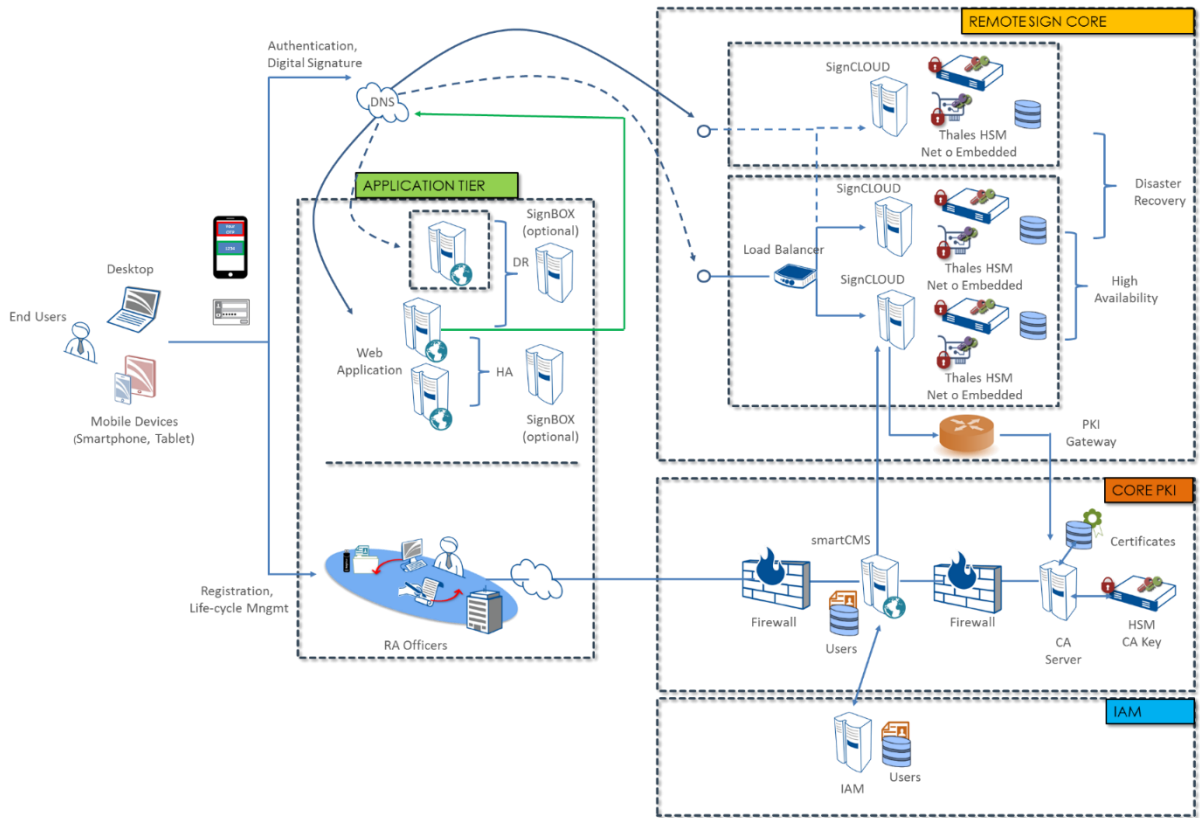 REMOTE SIGN CORE
Authentication,
Digital Signature
DNS
SignCLOUD
Thales HSM
Net o Embedded
APPLICATION TIER
SignBOX
(optional)
DR
SignCLOUD
Thales HSM
Net o Embedded
Disaster
Recovery
Load Balancer
SignCLOUD
High
Availability
Thales HSM
Net o Embedded
Desktop
End Users
Mobile Devices
(Smartphone, Tablet)
Web
Application
HA
SignBOX
(optional)
PKI
Gateway
CORE PKI
Registration,
Life-cycle Mngmt
RA Officers
Firewall
smartCMS
Users
Firewall
Certificates
CA
Server
HSM
CA Key
IAM
IAM
Users